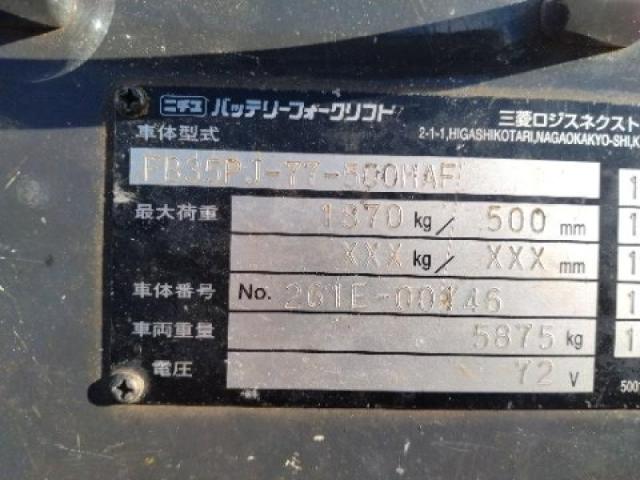 ニチユ バッテリーフォークリフト
三菱ロジスネクスト
2-1-1,HIGASHIKOTARI,NAGAOKAKYO-SHI,K
車体型式
FB35PJ-77-500MAF
最大荷重 1370 kg/ 500 mm
XXX kg/ XXX mm
車体番号 No. 261E-00146
車両重量 5875 kg
電圧 72 V
500